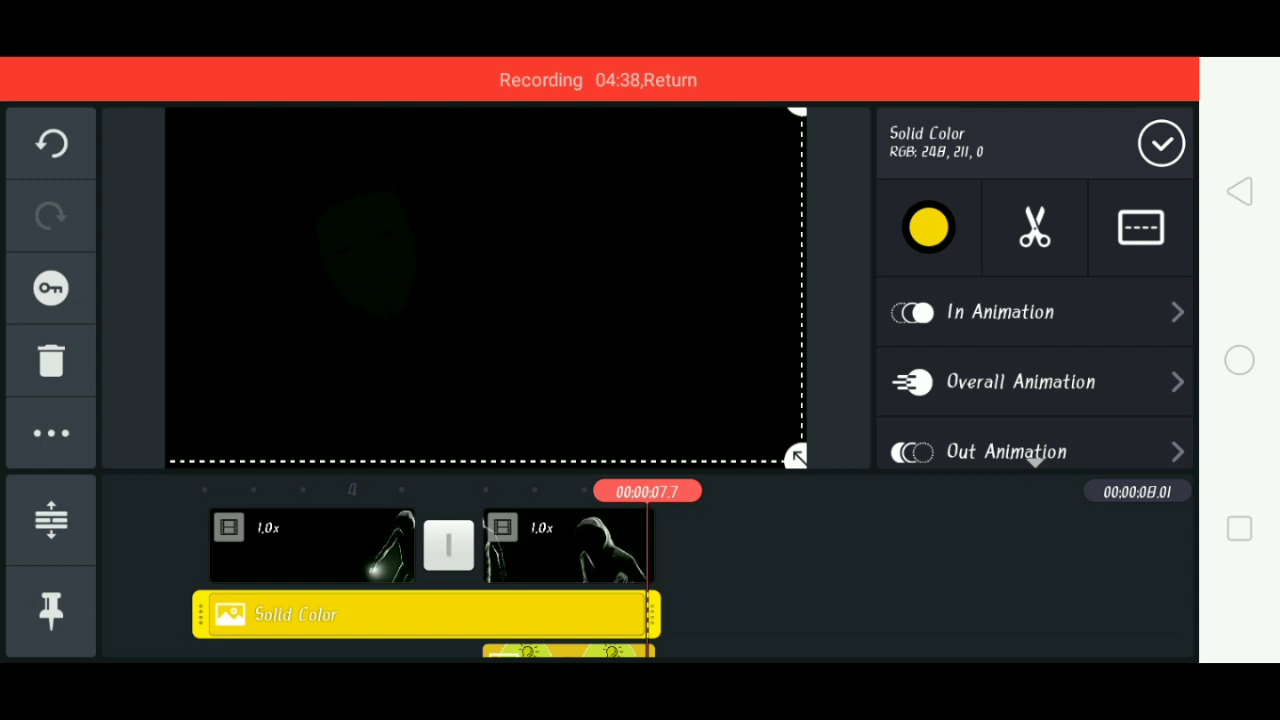 Recording 04:38,Return
Solid Color
RGB: 248, 211, 0
In Animation
Overall Animation
Out Animation
4
00:00:07.7
00:00:08.01
1.0x
1.0x
Solid Color